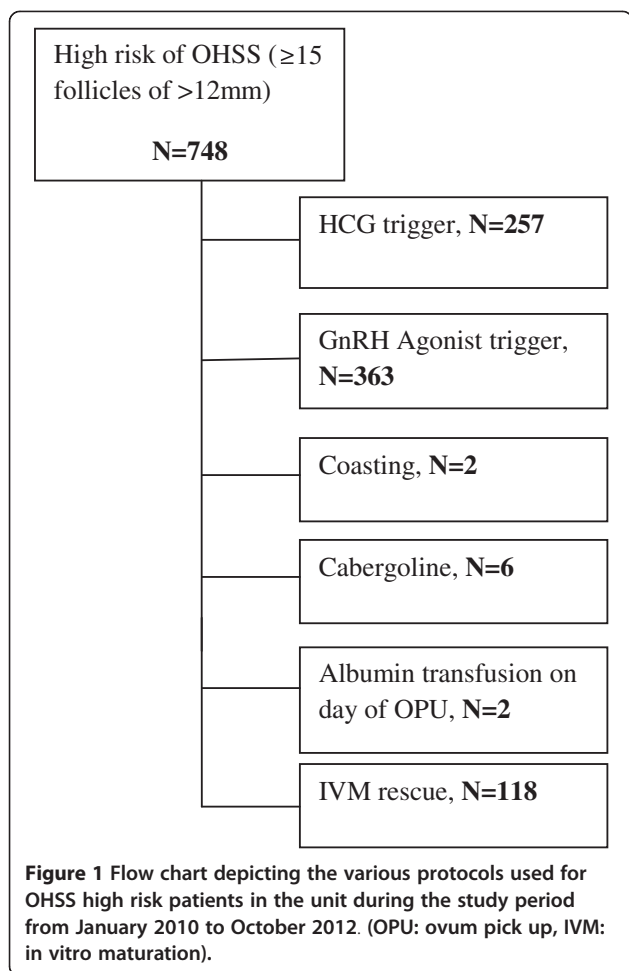 High risk of OHSS (≥15
follicles of >12mm)
N=748
HCG trigger, N=257
GnRH Agonist trigger,
N=363
Coasting, N=2
Cabergoline, N=6
Albumin transfusion on
day of OPU, N=2
IVM rescue, N=118
Figure 1 Flow chart depicting the various protocols used for
OHSS high risk patients in the unit during the study period
from January 2010 to October 2012. (OPU: ovum pick up, IVM:
in vitro maturation).